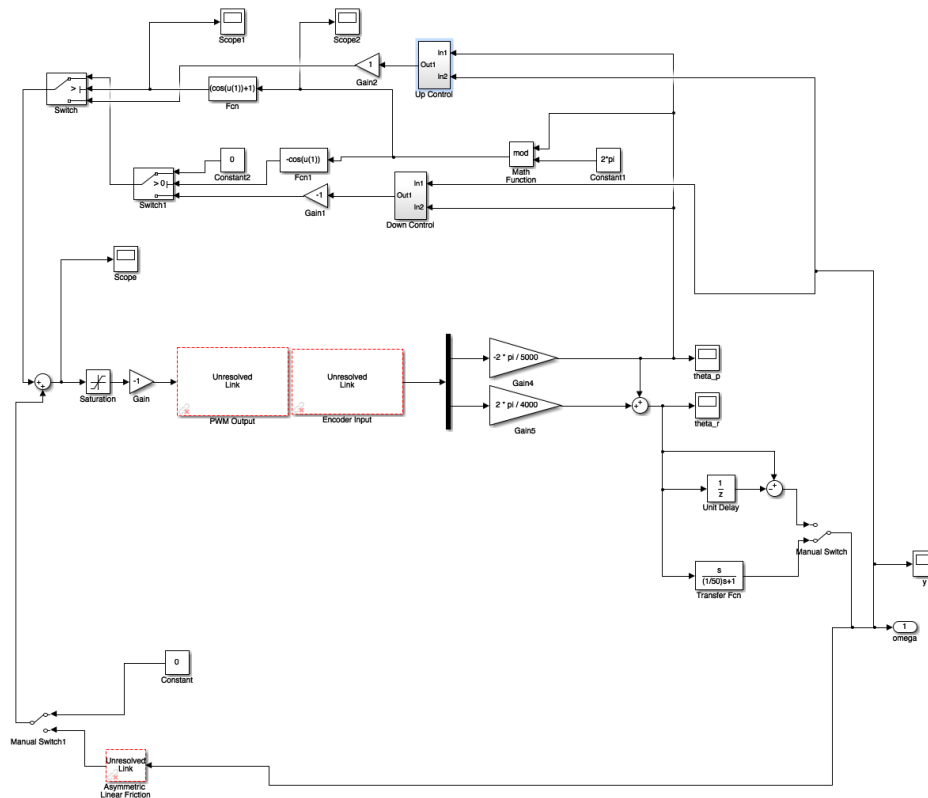 Scope1
Scope2
In1
Out1
In2
Up Control
1
Gain2
>
Switch
(cos(u(1))+1)
Fcn
mod
Math
Function
2*pi
Constant1
0
Constant2
-cos(u(1))
Fcn1
> 0
Switch1
-1
Gain1
In1
Out1
In2
Down Control
Scope
Saturation
-1
Gain
Unresolved
Link
PWM Output
Unresolved
Link
Encoder Input
-2 * pi / 5000
Gain4
theta_p
2 * pi / 4000
Gain5
theta_r
1
z
Unit Delay
Manual Switch
s
(1/50)s+1
Transfer Fcn
y
1
omega
0
Constant
Manual Switch1
Unresolved
Link
Asymmetric
Linear Friction